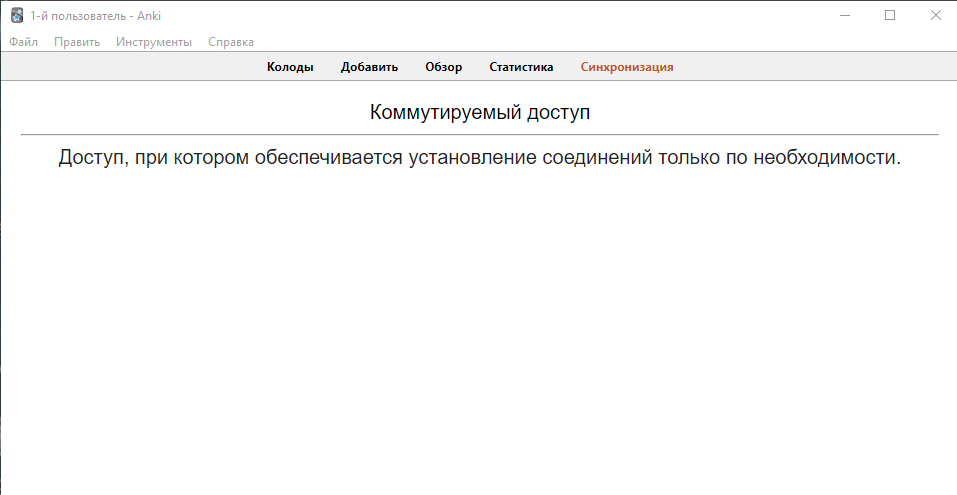 1-й пользователь - Anki
Файл Править Инструменты Справка
Колоды Добавить Обзор Статистика Синхронизация
Коммутируемый доступ
Доступ, при котором обеспечивается установление соединений только по необходимости.